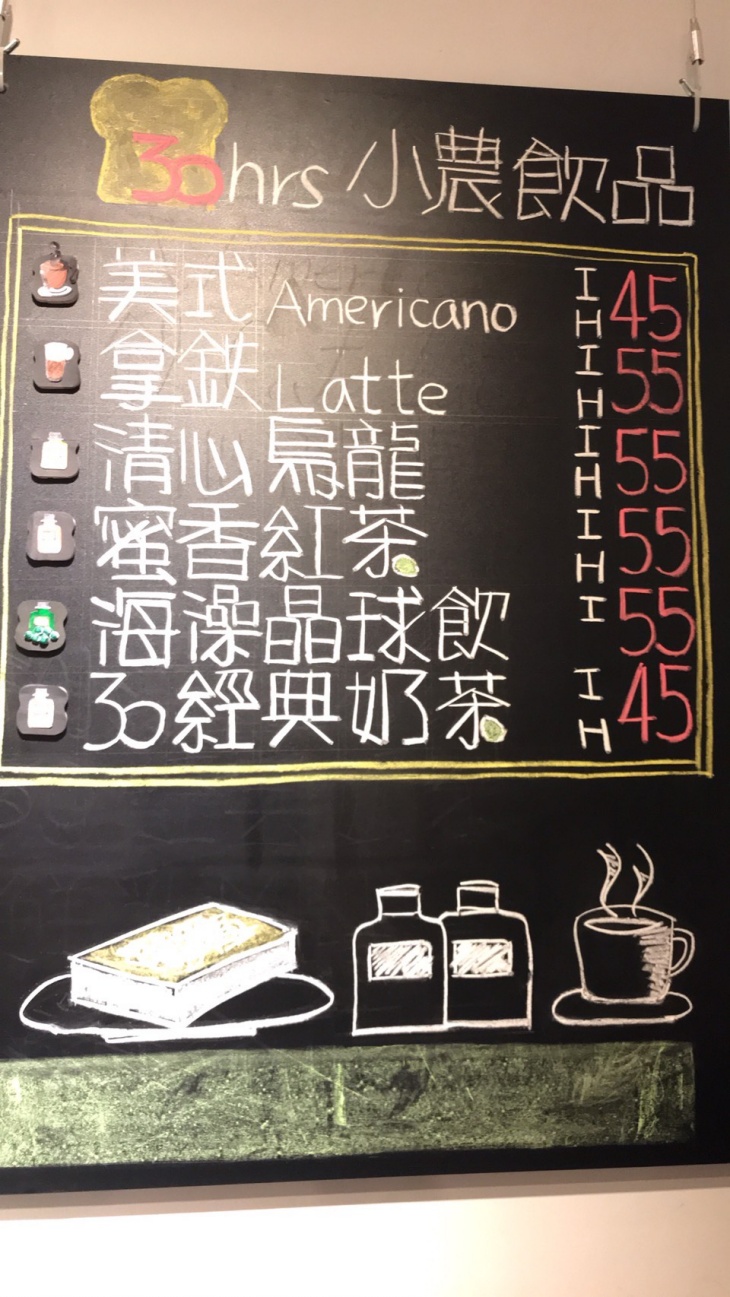 30hrs 小農飲品
美式 Americano I H 45
拿鉄 Latte I H 55
清心烏龍 I H 55
蜜香紅茶 I H 55
海藻晶球飲 I 55
30經典奶茶 I H 45